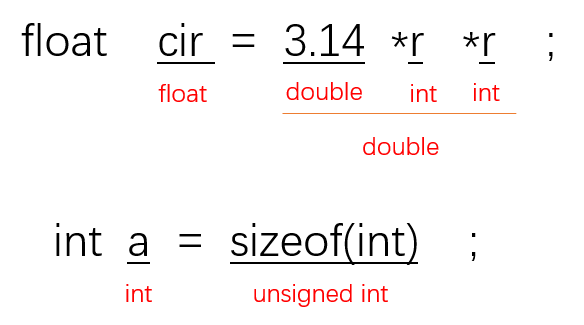 float cir = 3.14 *r *r ;
float double int int
double
int a = sizeof(int) ;
int unsigned int